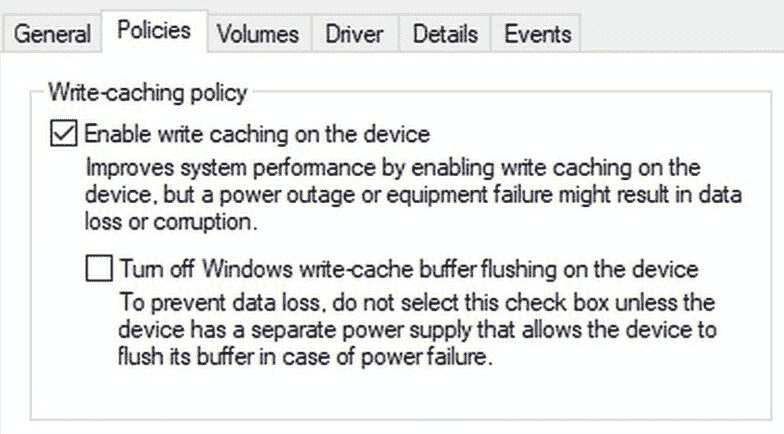 General Policies Volumes Driver Details Events
Write-caching policy
Enable write caching on the device
Improves system performance by enabling write caching on the
device, but a power outage or equipment failure might result in data
loss or corruption.
Turn off Windows write-cache buffer flushing on the device
To prevent data loss, do not select this check box unless the
device has a separate power supply that allows the device to
flush its buffer in case of power failure.